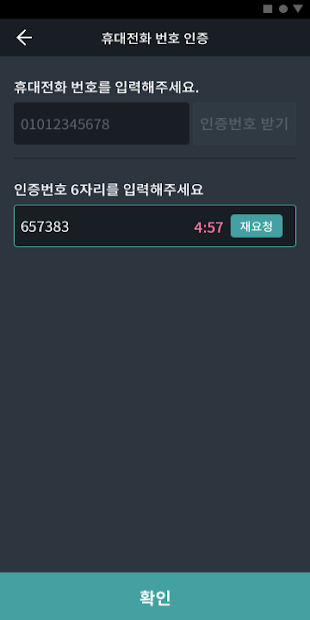 휴대전화 번호 인증
휴대전화 번호를 입력해주세요.
01012345678 인증번호 받기
인증번호 6자리를 입력해주세요
657383 4:57 재요청
확인